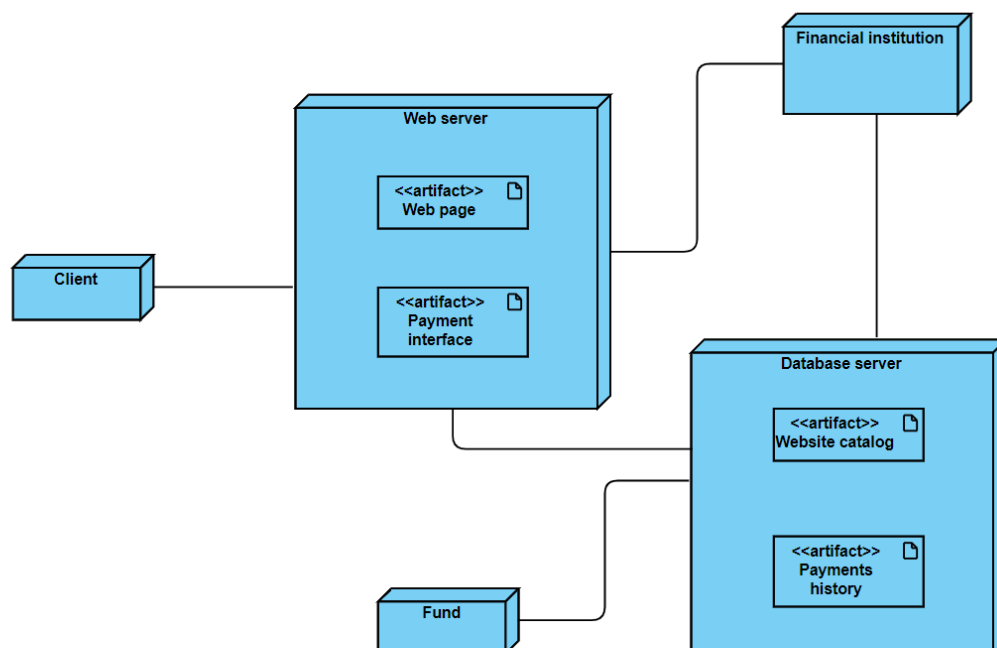 Financial institution
Web server
<<artifact>>
Web page
Client
<<artifact>>
Payment
interface
Database server
<<artifact>>
Website catalog
<<artifact>>
Payments
history
Fund